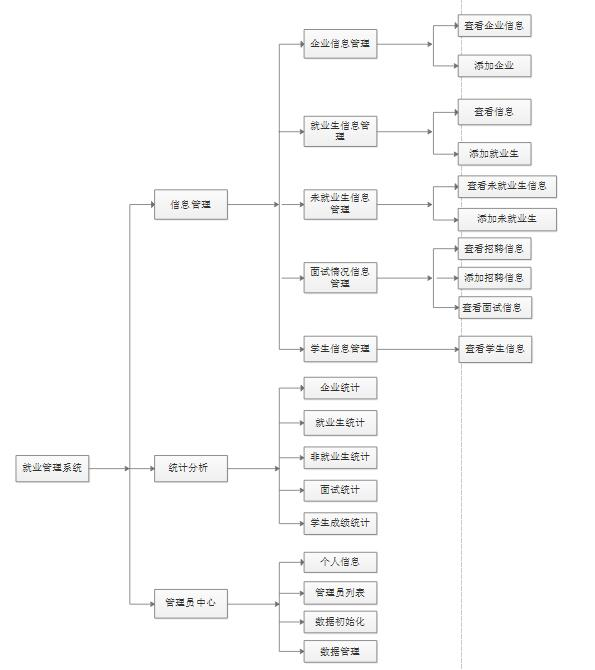 查看企业信息
企业信息管理
添加企业
查看信息
就业生信息管
理
添加就业生
查看未就业生信息
信息管理
未就业生信息
管理
添加未就业生
查看招聘信息
面试情况信息
管理
添加招聘信息
查看面试信息
学生信息管理
查看学生信息
企业统计
就业生统计
非就业生统计
就业管理系统
统计分析
面试统计
学生成绩统计
个人信息
管理员列表
管理员中心
数据初始化
数据管理